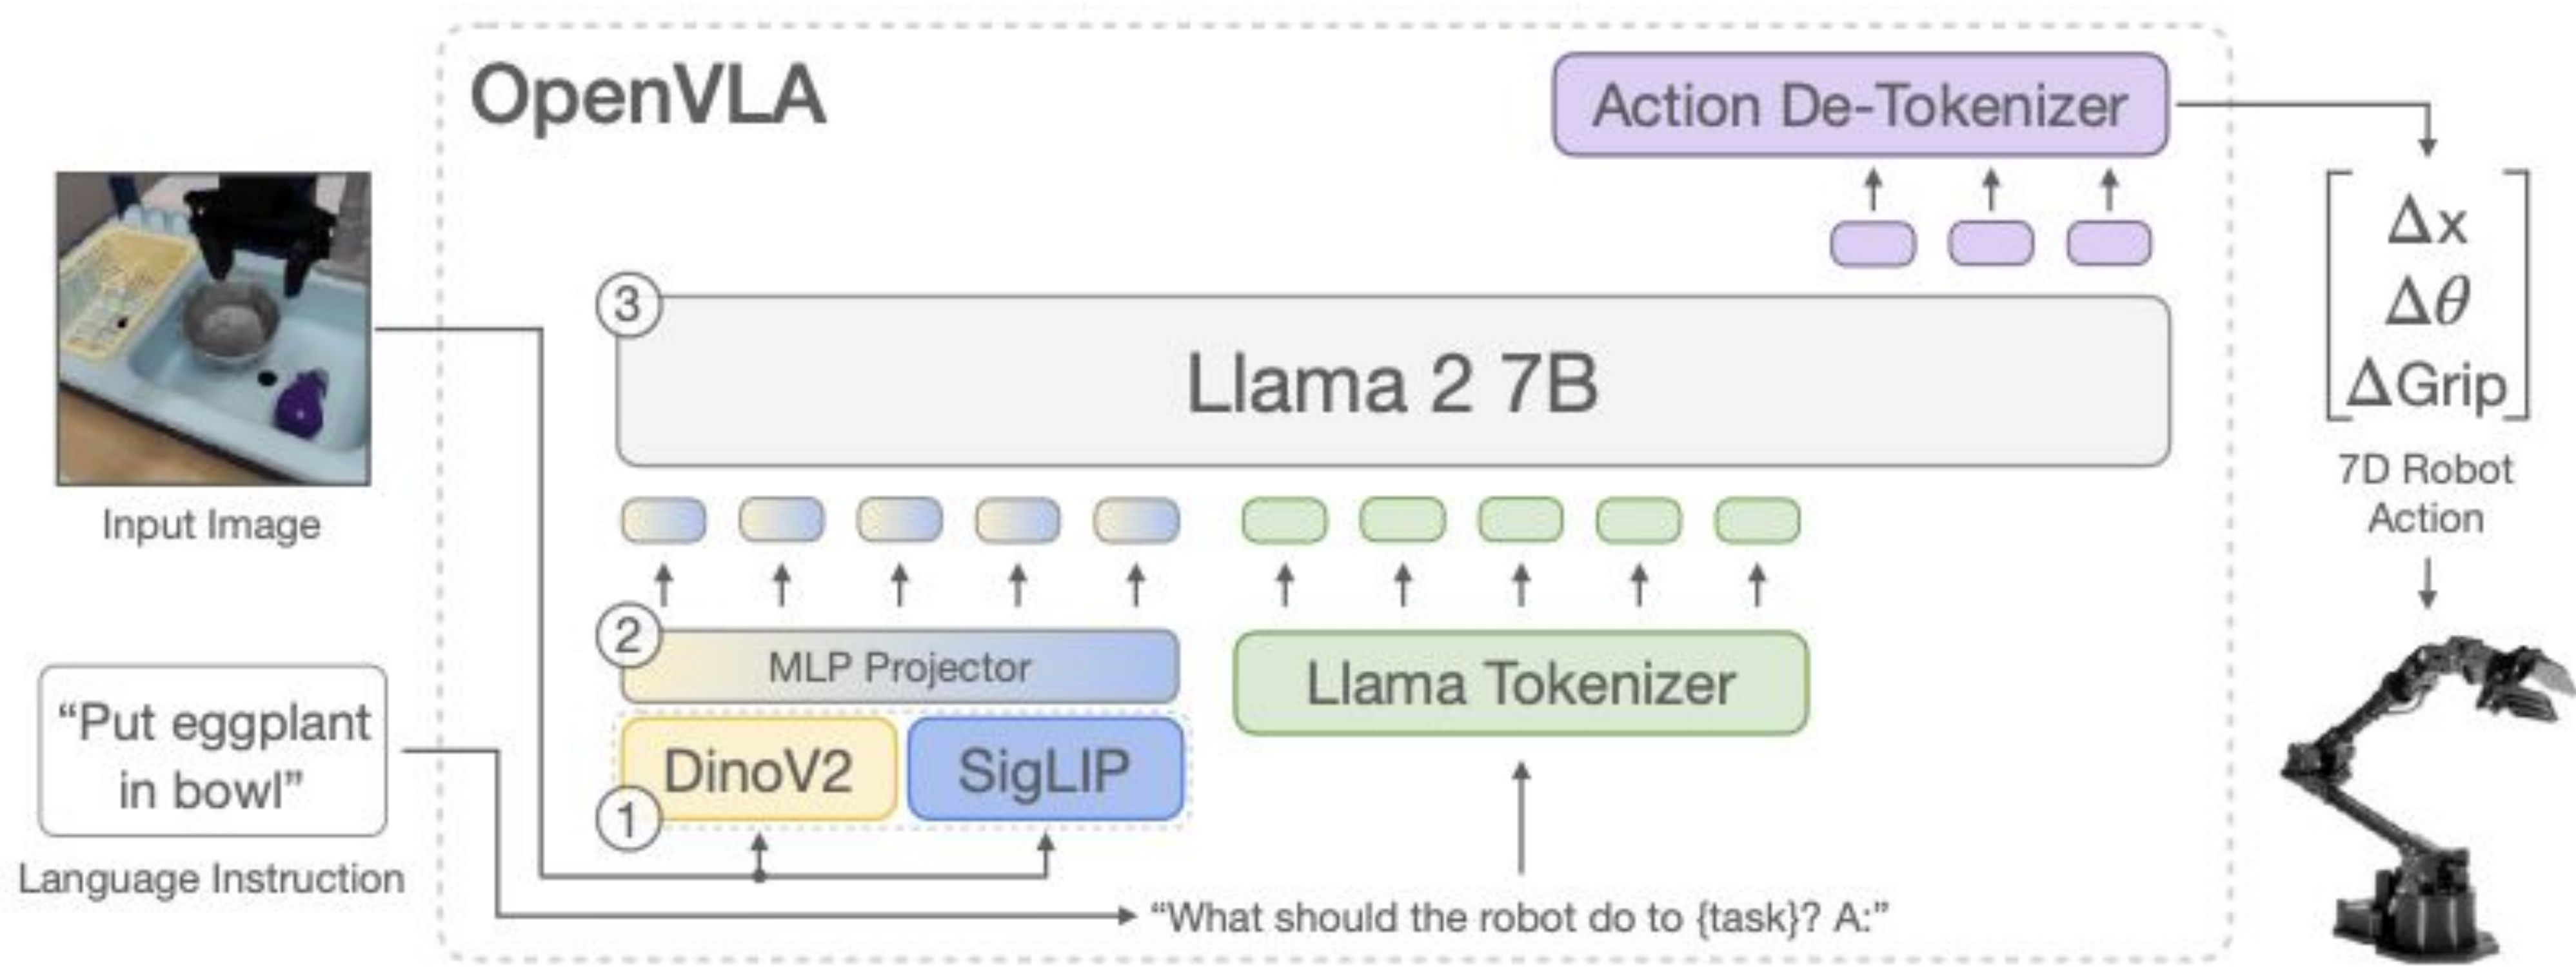 OpenVLA
Action De-Tokenizer
Δx
Δθ
ΔGrip
7D Robot
Action
3
Llama 2 7B
Input Image
2
MLP Projector
Llama Tokenizer
“Put eggplant
in bowl”
DinoV2
SigLIP
1
Language Instruction
“What should the robot do to {task}? A:”